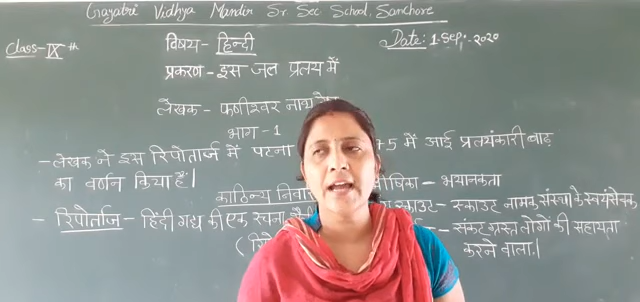 Gayatri Vidhya Mandir Sr. Sec School, Sanchore
Class-IX th
विषय- हिन्दी
Date: 1.Sep.2020
प्रकरण - इस जल प्रलय में
लेखक - फणीश्वर नाथ
भाग-1
- लेखक ने इस रिपोतार्ज में पटना 5 में आई प्रलयंकारी बाढ़
का वर्णन किया हैं।
काठिन्य - भयानकता
- रिपोर्ताज - हिंदी गद्य की एक रचना - स्काउट नामक संस्था के स्वयंसेवक
- संकट ग्रस्त लोगों की सहायता
करने वाला।